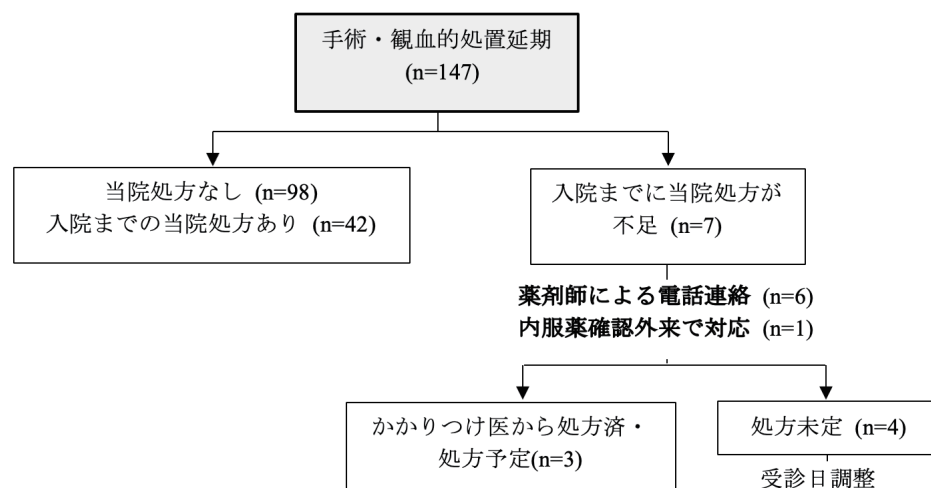 手術・観血的処置延期
(n=147)
当院処方なし (n=98)
入院までの当院処方あり (n=42)
入院までに当院処方が
不足 (n=7)
薬剤師による電話連絡 (n=6)
内服薬確認外来で対応 (n=1)
かかりつけ医から処方済・
処方予定(n=3)
処方未定 (n=4)
受診日調整